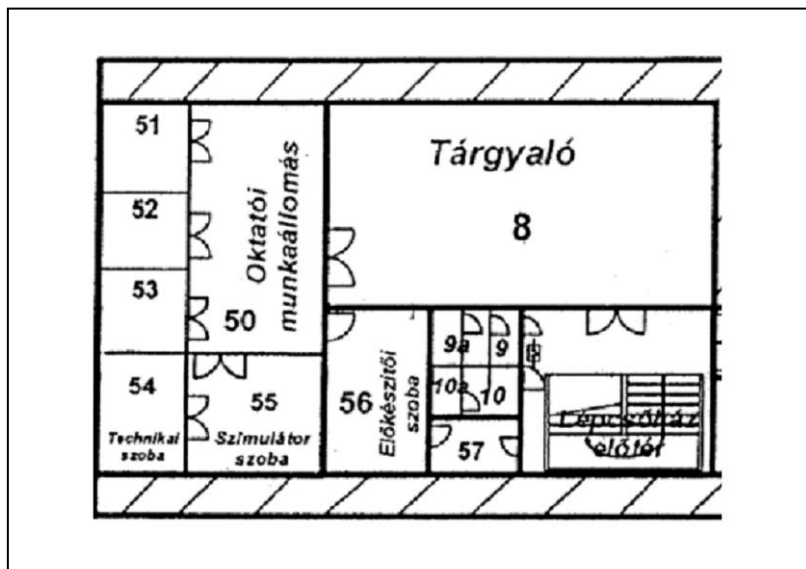 51
52
53
54
Technikai
szoba
Oktatói
munkaállomás
50
55
Szimulátor
szoba
Tárgyaló
8
56
Előkészítői
szoba
9a
9
10a
10
57
Lépcsőház
előtér